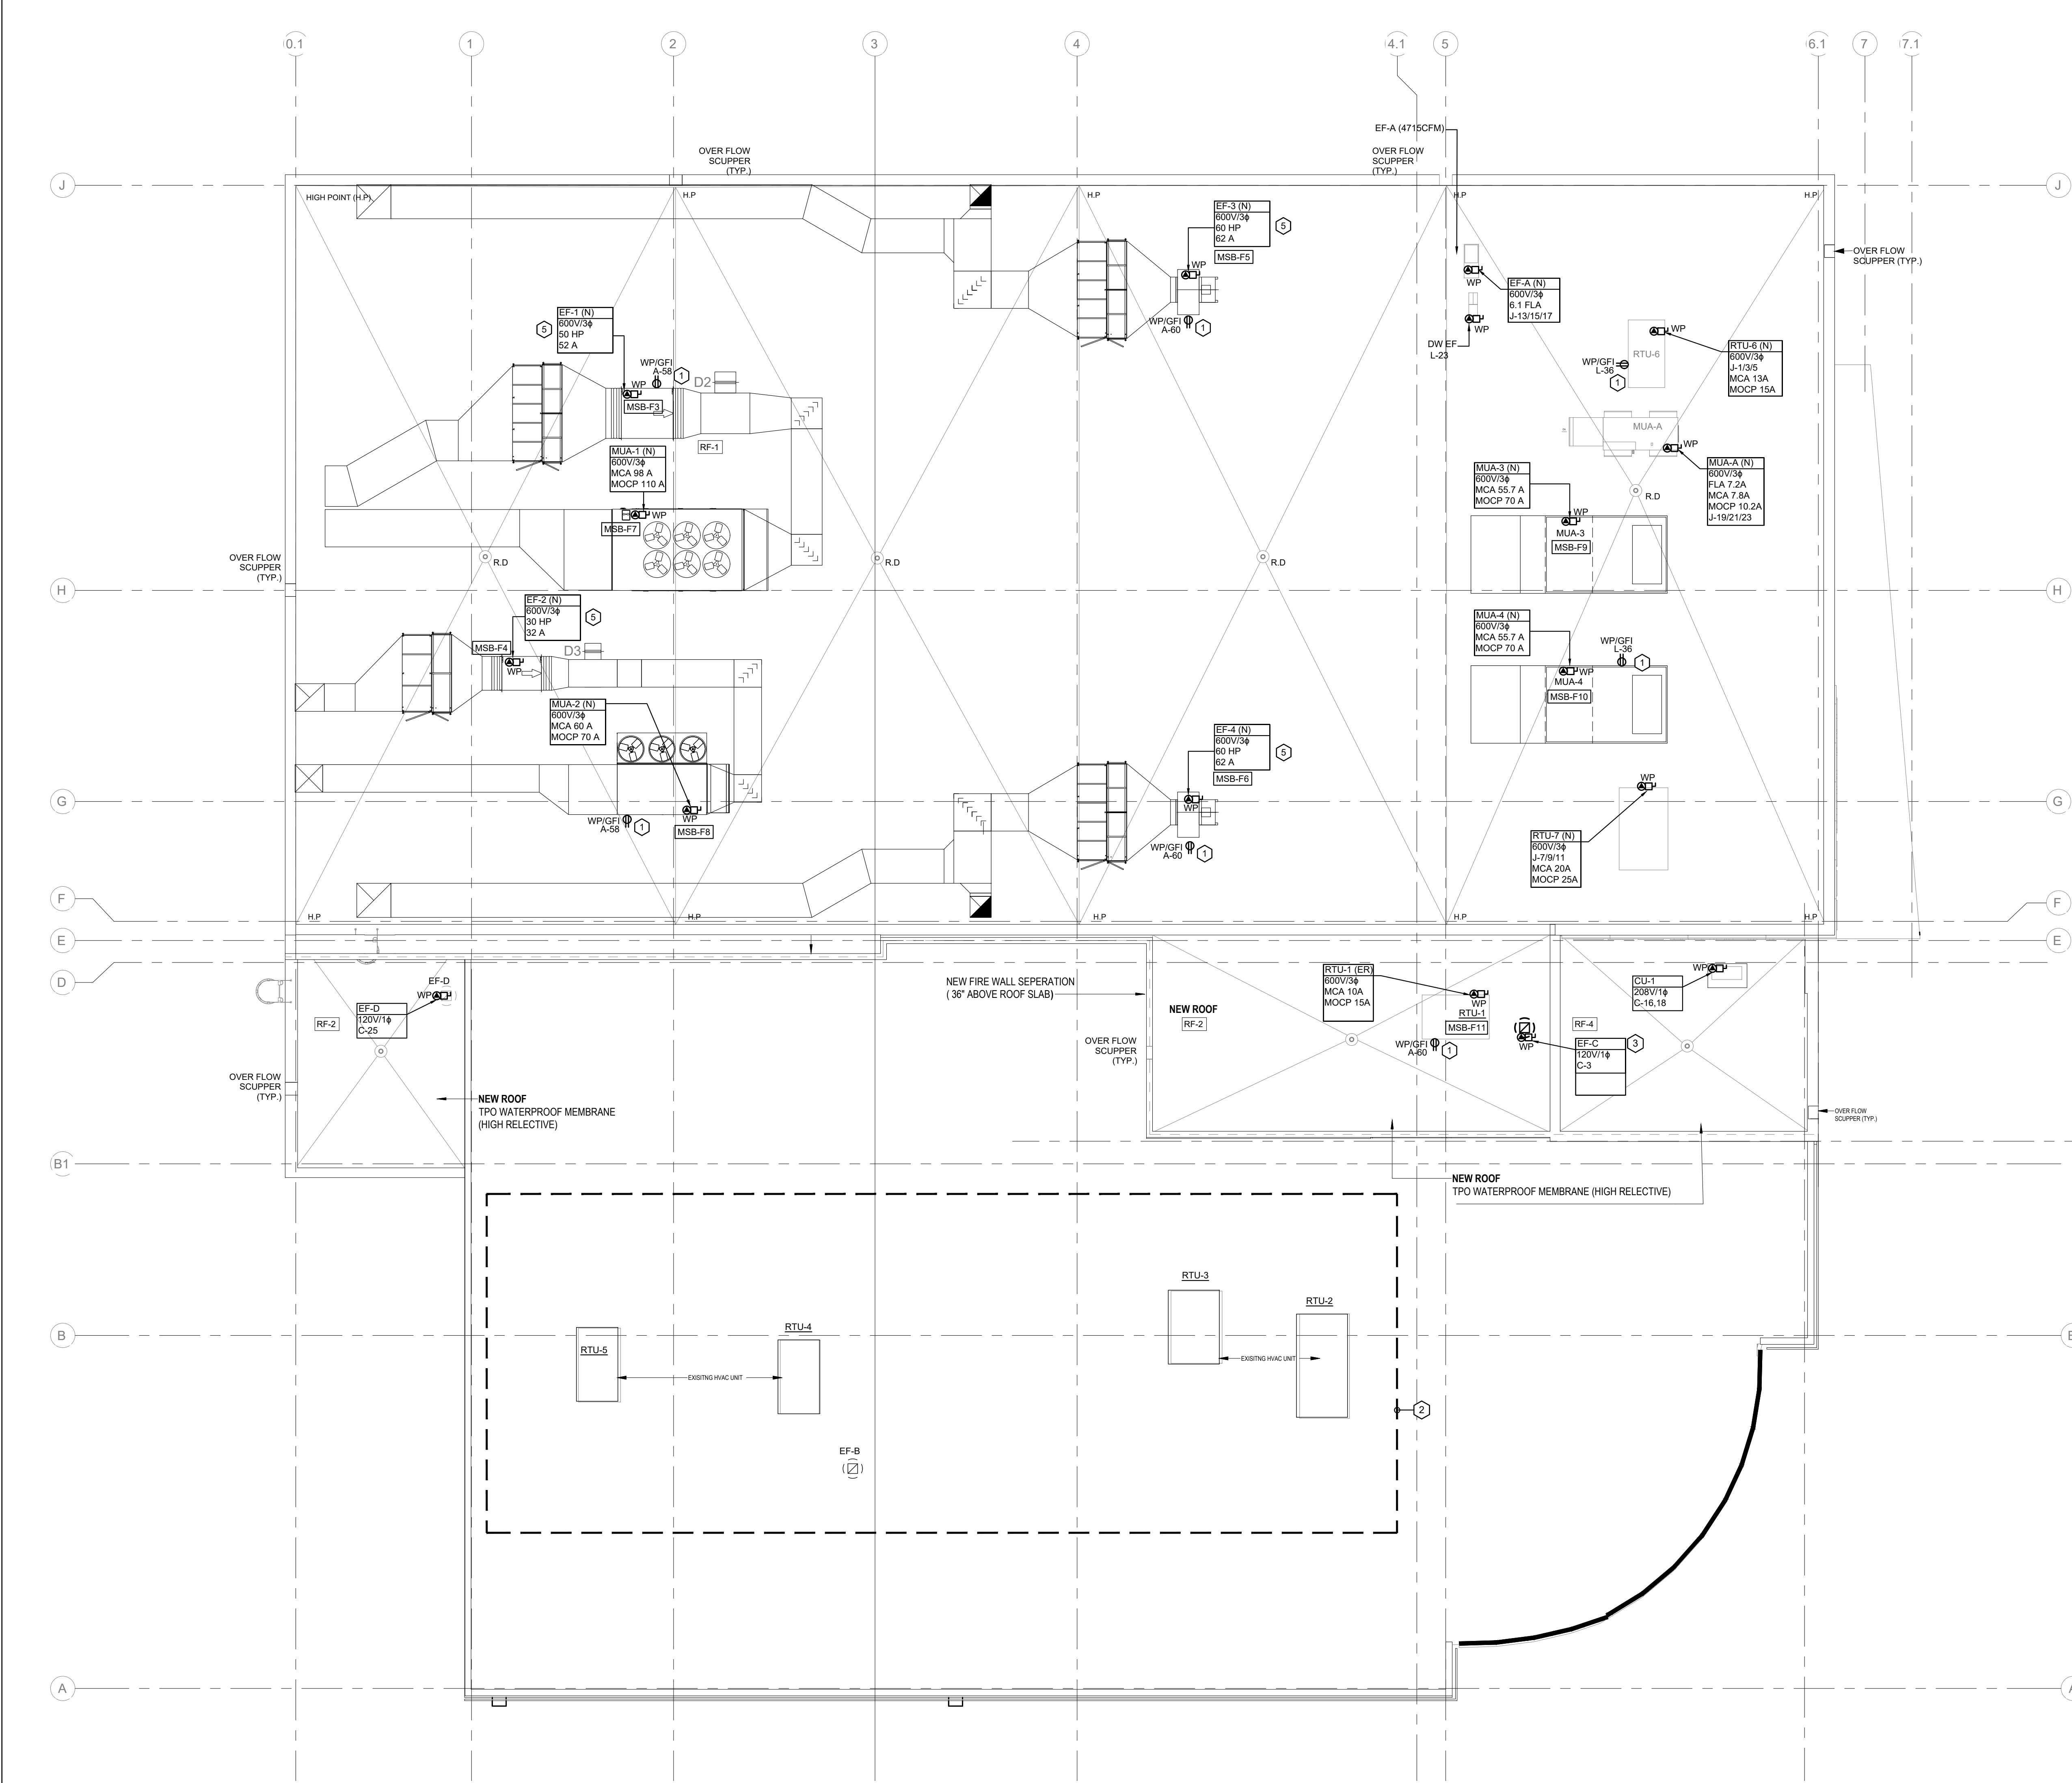 0.1
1
2
3
4
4.1
5
6.1
7
7.1
EF-A (4715CFM)
OVER FLOW
SCUPPER
(TYP.)
OVER FLOW
SCUPPER
(TYP.)
J
J
HIGH POINT (H.P)
H.P
H.P
H.P
H.P
EF-3 (N)
600V/3ϕ
60 HP
62 A
5
MSB-F5
WP
WP/GFI
A-60
1
OVER FLOW
SCUPPER (TYP.)
WP
EF-A (N)
600V/3ϕ
6.1 FLA
J-13/15/17
WP
DW EF
L-23
EF-1 (N)
600V/3ϕ
50 HP
52 A
5
WP/GFI
A-58
1
WP
MSB-F3
D2
RF-1
WP
RTU-6
WP/GFI
L-36
1
RTU-6 (N)
600V/3ϕ
J-1/3/5
MCA 13A
MOCP 15A
MUA-A
WP
MUA-A (N)
600V/3ϕ
FLA 7.2A
MCA 7.8A
MOCP 10.2A
J-19/21/23
MUA-1 (N)
600V/3ϕ
MCA 98 A
MOCP 110 A
WP
MSB-F7
MUA-3 (N)
600V/3ϕ
MCA 55.7 A
MOCP 70 A
WP
MUA-3
MSB-F9
R.D
R.D
R.D
R.D
OVER FLOW
SCUPPER
(TYP.)
H
H
EF-2 (N)
600V/3ϕ
30 HP
32 A
5
MSB-F4
WP
D3
MUA-4 (N)
600V/3ϕ
MCA 55.7 A
MOCP 70 A
WP/GFI
L-36
1
WP
MUA-4
MSB-F10
MUA-2 (N)
600V/3ϕ
MCA 60 A
MOCP 70 A
WP/GFI
A-58
1
WP
MSB-F8
EF-4 (N)
600V/3ϕ
60 HP
62 A
5
MSB-F6
WP
WP/GFI
A-60
1
WP
RTU-7 (N)
600V/3ϕ
J-7/9/11
MCA 20A
MOCP 25A
G
G
F
F
H.P
H.P
H.P
H.P
H.P
E
E
D
EF-D
WP
EF-D
120V/1ϕ
C-25
RF-2
NEW FIRE WALL SEPERATION
( 36" ABOVE ROOF SLAB)
NEW ROOF
RF-2
RTU-1 (ER)
600V/3ϕ
MCA 10A
MOCP 15A
WP
RTU-1
MSB-F11
WP/GFI
A-60
1
WP
WP
CU-1
208V/1ϕ
C-16,18
RF-4
EF-C
120V/1ϕ
C-3
3
OVER FLOW
SCUPPER
(TYP.)
OVER FLOW
SCUPPER
(TYP.)
OVER FLOW
SCUPPER (TYP.)
NEW ROOF
TPO WATERPROOF MEMBRANE
(HIGH RELECTIVE)
B1
NEW ROOF
TPO WATERPROOF MEMBRANE (HIGH RELECTIVE)
RTU-3
RTU-2
RTU-4
RTU-5
B
EXISITNG HVAC UNIT
EXISITNG HVAC UNIT
2
EF-B
A